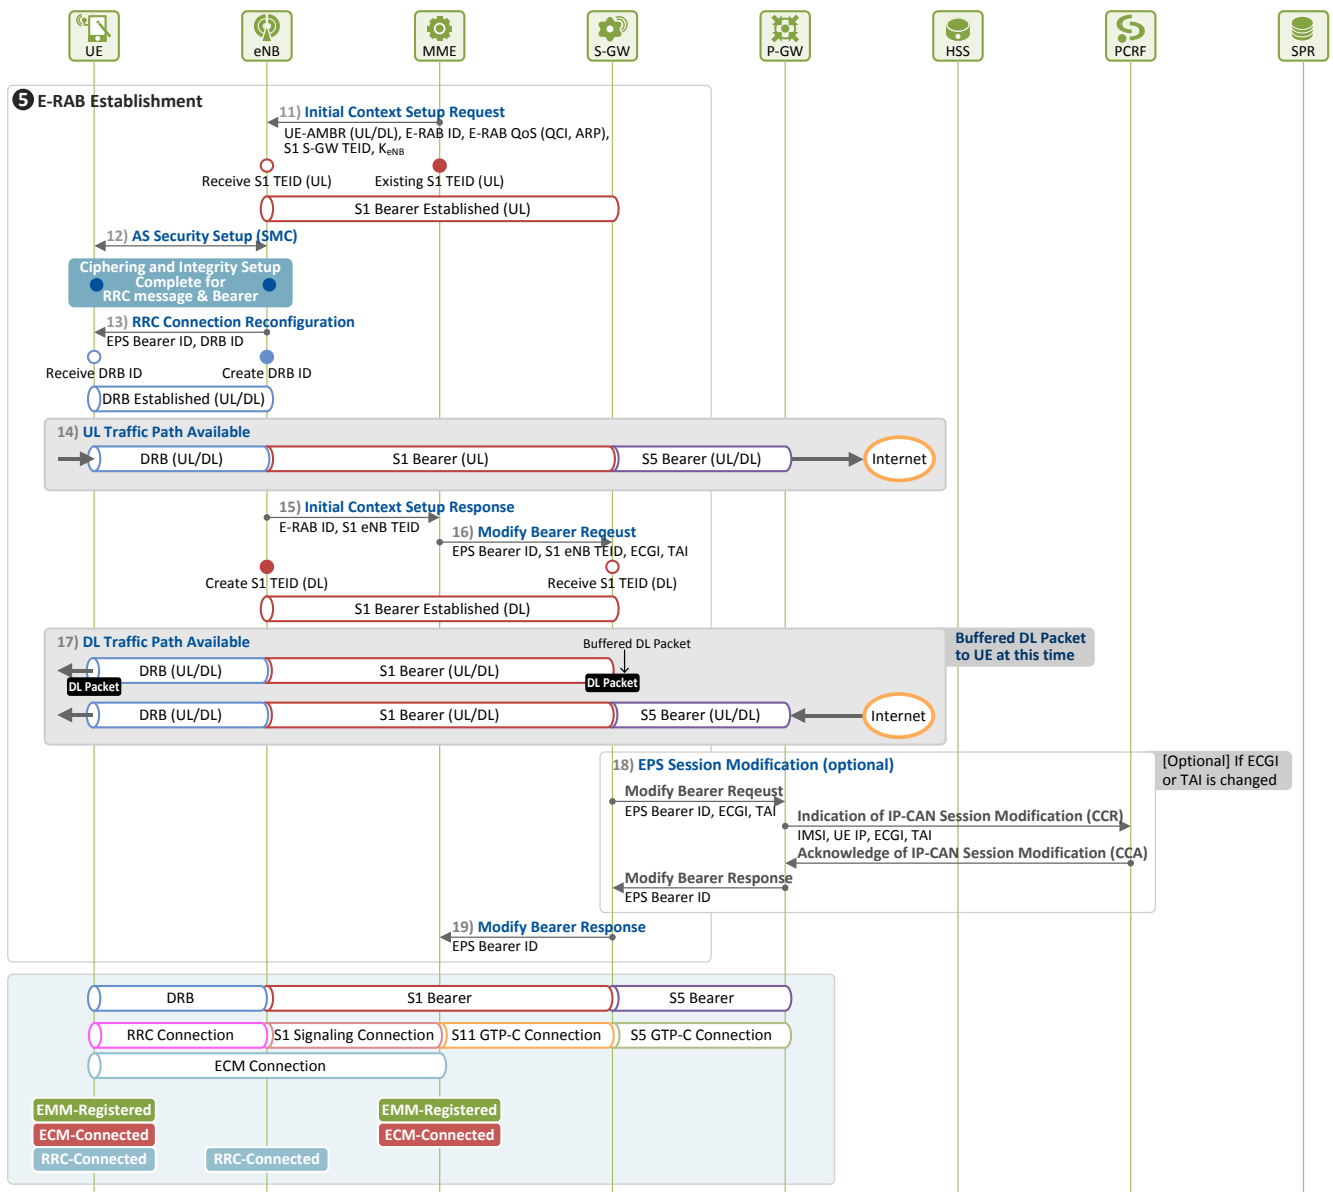 UE
eNB
MME
S-GW
P-GW
HSS
PCRF
SPR
5 E-RAB Establishment
11) Initial Context Setup Request
UE-AMBR (UL/DL), E-RAB ID, E-RAB QoS (QCI, ARP),
S1 S-GW TEID, KeNB
Receive S1 TEID (UL)
Existing S1 TEID (UL)
S1 Bearer Established (UL)
12) AS Security Setup (SMC)
Ciphering and Integrity Setup
Complete for
RRC message & Bearer
13) RRC Connection Reconfiguration
EPS Bearer ID, DRB ID
Receive DRB ID
Create DRB ID
DRB Established (UL/DL)
14) UL Traffic Path Available
DRB (UL/DL)
S1 Bearer (UL)
S5 Bearer (UL/DL)
Internet
15) Initial Context Setup Response
E-RAB ID, S1 eNB TEID
16) Modify Bearer Reqeust
EPS Bearer ID, S1 eNB TEID, ECGI, TAI
Create S1 TEID (DL)
Receive S1 TEID (DL)
S1 Bearer Established (DL)
17) DL Traffic Path Available
Buffered DL Packet
Buffered DL Packet
to UE at this time
DRB (UL/DL)
S1 Bearer (UL/DL)
DL Packet
DL Packet
DRB (UL/DL)
S1 Bearer (UL/DL)
S5 Bearer (UL/DL)
Internet
18) EPS Session Modification (optional)
[Optional] If ECGI
or TAI is changed
Modify Bearer Reqeust
EPS Bearer ID, ECGI, TAI
Indication of IP-CAN Session Modification (CCR)
IMSI, UE IP, ECGI, TAI
Acknowledge of IP-CAN Session Modification (CCA)
Modify Bearer Response
EPS Bearer ID
19) Modify Bearer Response
EPS Bearer ID
DRB
S1 Bearer
S5 Bearer
RRC Connection
S1 Signaling Connection
S11 GTP-C Connection
S5 GTP-C Connection
ECM Connection
EMM-Registered
EMM-Registered
ECM-Connected
ECM-Connected
RRC-Connected
RRC-Connected